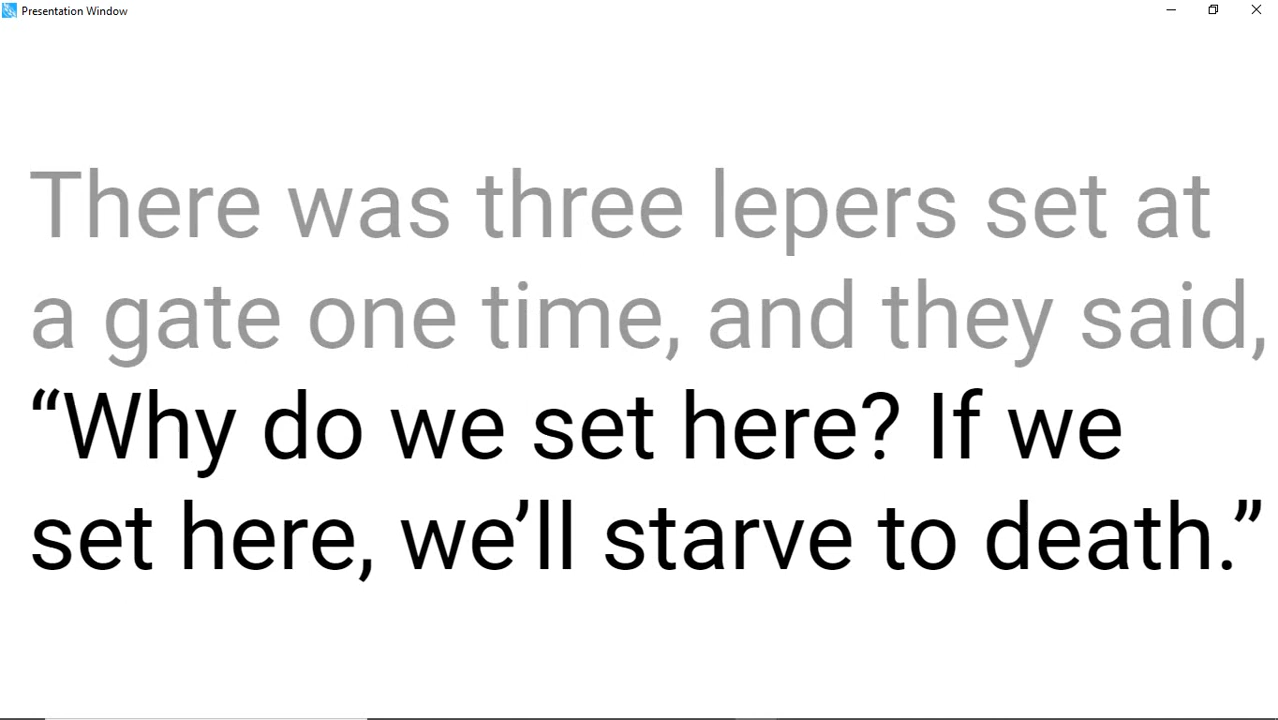 Presentation Window
There was three lepers set at
a gate one time, and they said,
“Why do we set here? If we
set here, we’ll starve to death.”